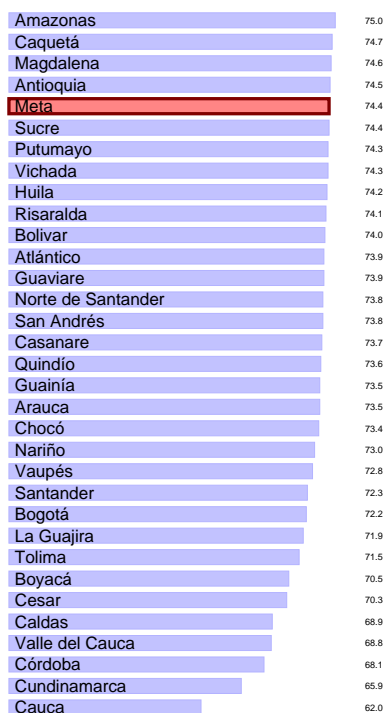 Amazonas 75.0
Caquetá 74.7
Magdalena 74.6
Antioquia 74.5
Meta 74.4
Sucre 74.4
Putumayo 74.3
Vichada 74.3
Huila 74.2
Risaralda 74.1
Bolivar 74.0
Atlántico 73.9
Guaviare 73.9
Norte de Santander 73.8
San Andrés 73.8
Casanare 73.7
Quindío 73.6
Guainía 73.5
Arauca 73.5
Chocó 73.4
Nariño 73.0
Vaupés 72.8
Santander 72.3
Bogotá 72.2
La Guajira 71.9
Tolima 71.5
Boyacá 70.5
Cesar 70.3
Caldas 68.9
Valle del Cauca 68.8
Córdoba 68.1
Cundinamarca 65.9
Cauca 62.0